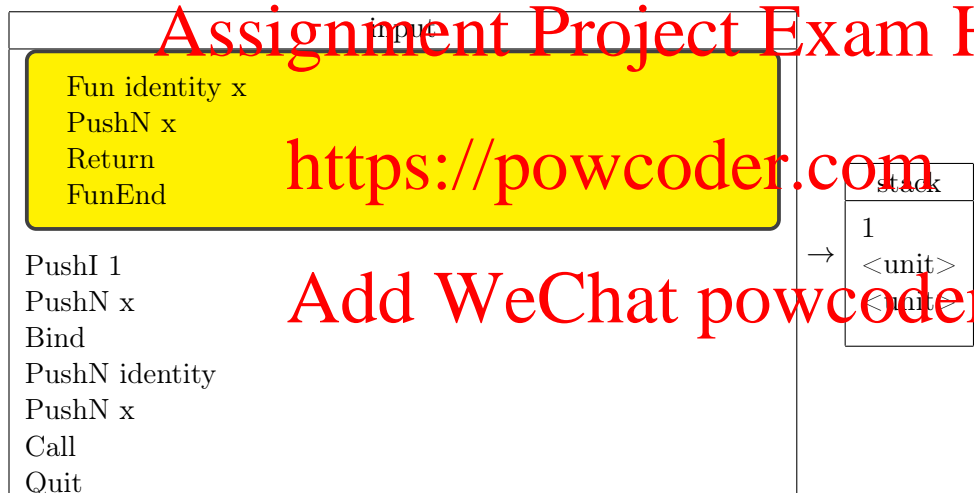 Assignment Project Exam H
input
Fun identity x
PushN x
Return
FunEnd
https://powcoder.com
PushI 1
PushN x
Bind
PushN identity
PushN x
Call
Quit
→
stack
1
<unit>
<unit>
Add WeChat powcoder